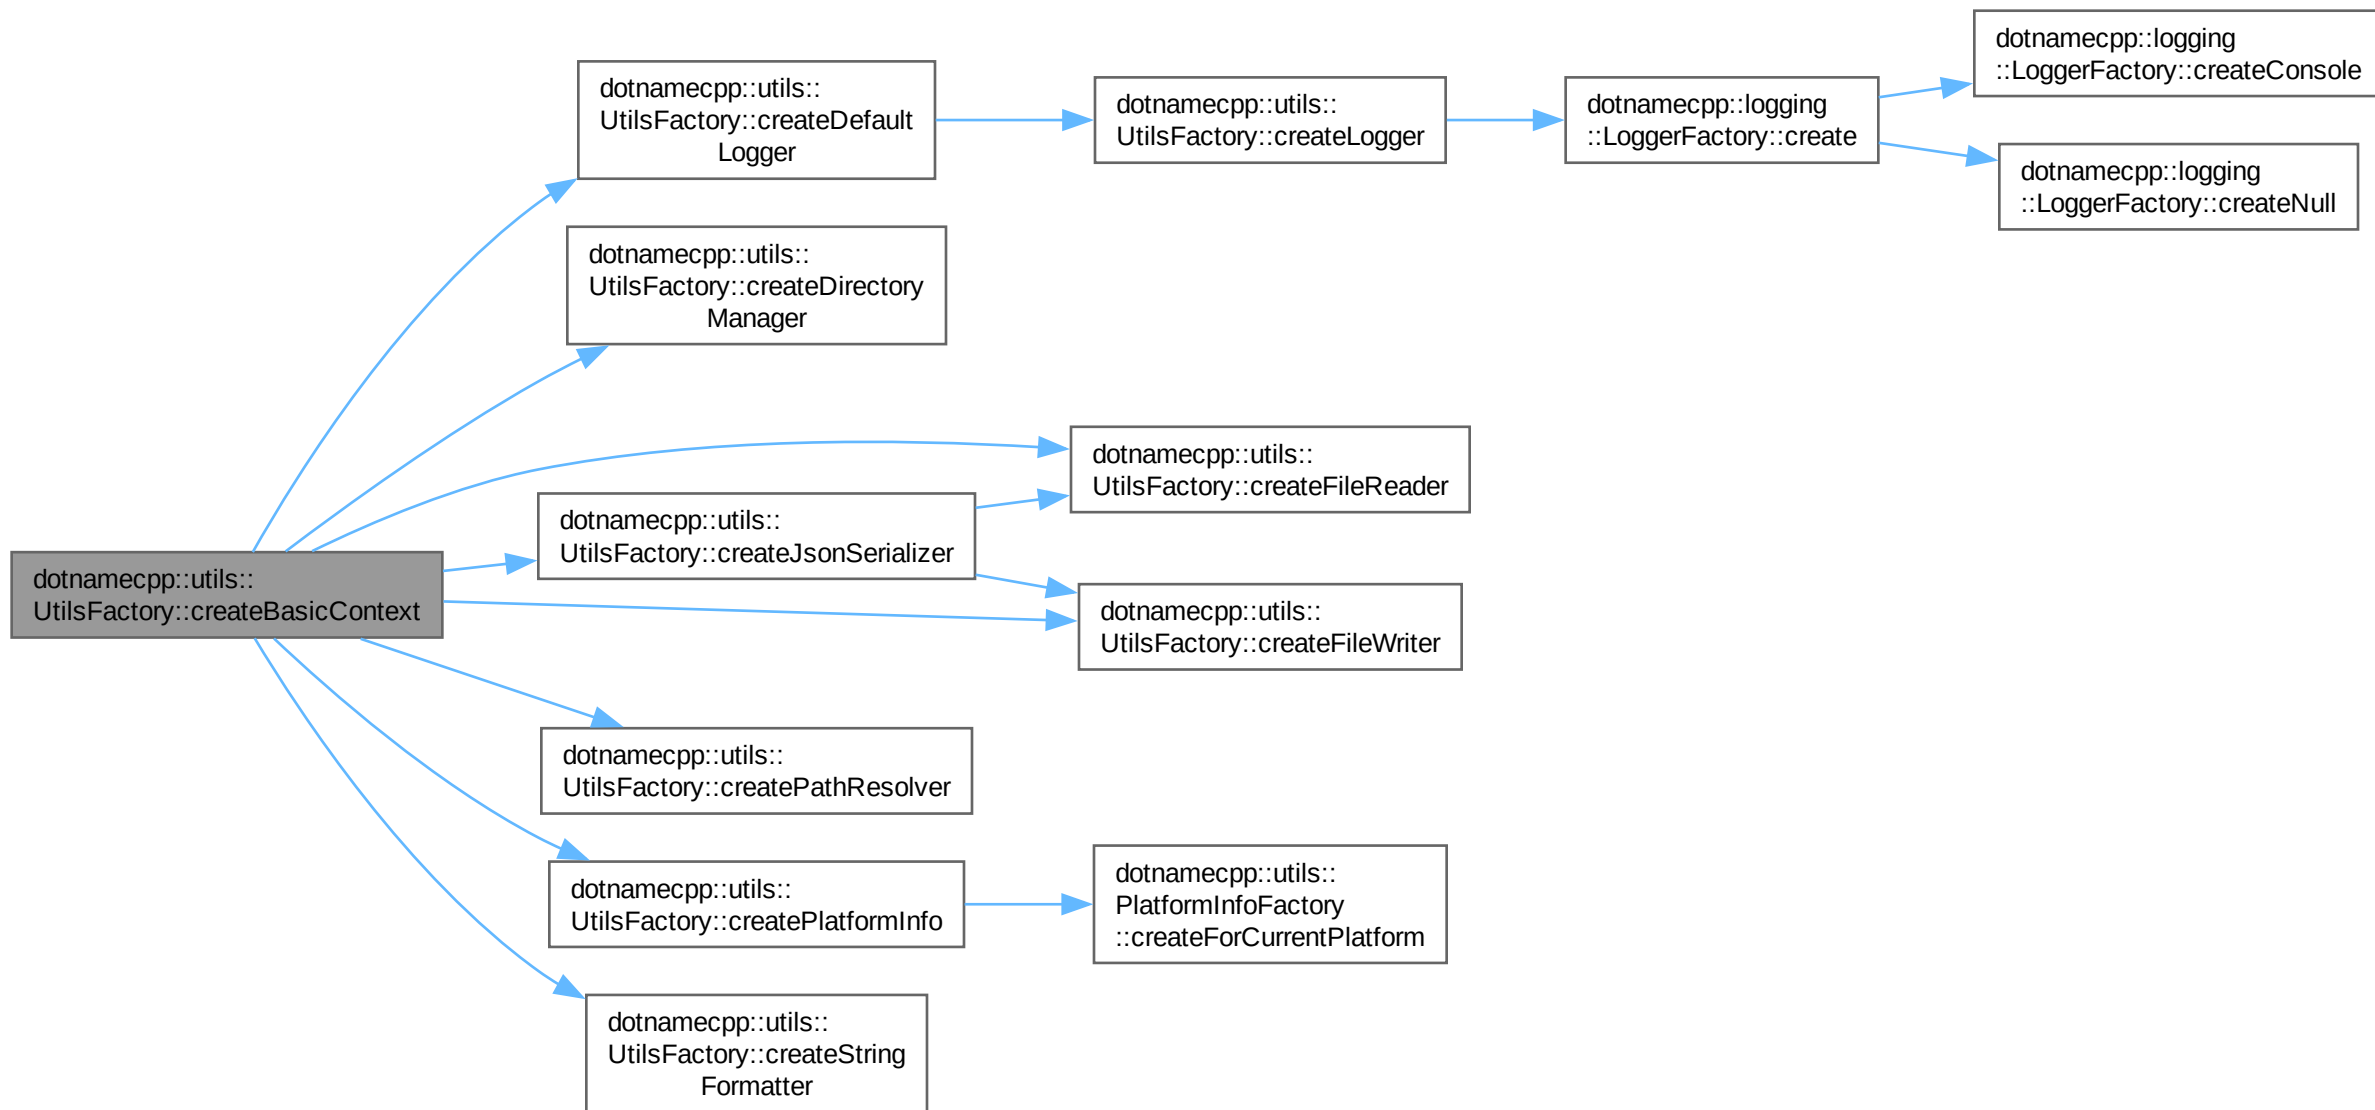 dotnamecpp::utils::
UtilsFactory::createBasicContext
dotnamecpp::utils::
UtilsFactory::createDefault
Logger
dotnamecpp::utils::
UtilsFactory::createDirectory
Manager
dotnamecpp::utils::
UtilsFactory::createJsonSerializer
dotnamecpp::utils::
UtilsFactory::createPathResolver
dotnamecpp::utils::
UtilsFactory::createPlatformInfo
dotnamecpp::utils::
UtilsFactory::createString
Formatter
dotnamecpp::utils::
UtilsFactory::createLogger
dotnamecpp::utils::
UtilsFactory::createFileReader
dotnamecpp::utils::
UtilsFactory::createFileWriter
dotnamecpp::utils::
PlatformInfoFactory
::createForCurrentPlatform
dotnamecpp::logging
::LoggerFactory::create
dotnamecpp::logging
::LoggerFactory::createConsole
dotnamecpp::logging
::LoggerFactory::createNull